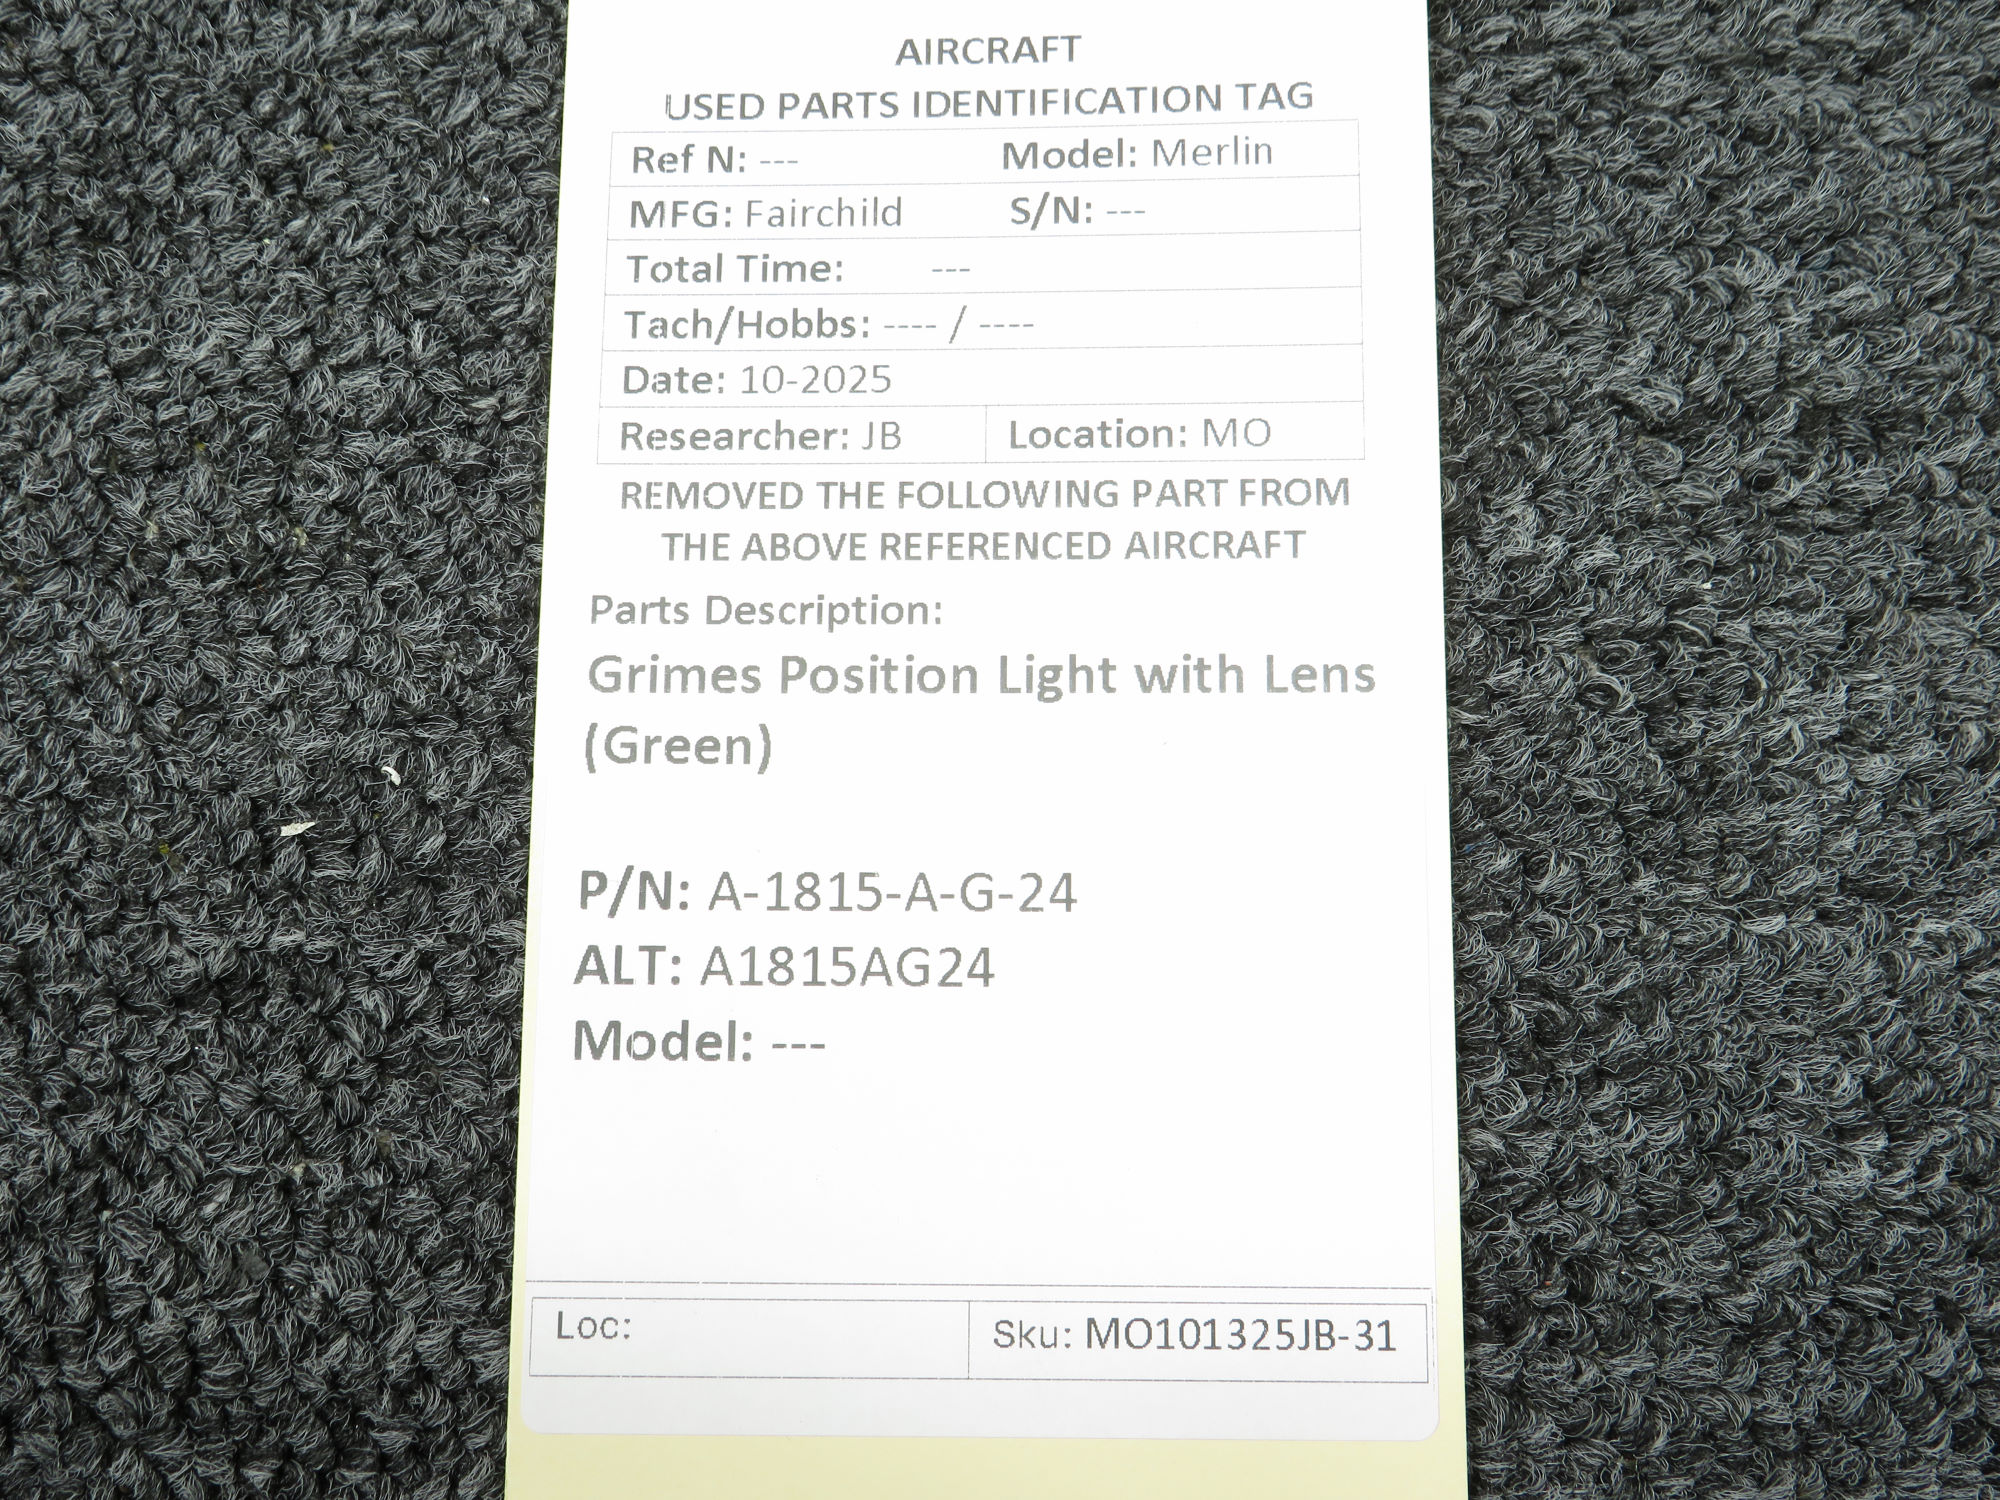 AIRCRAFT
USED PARTS IDENTIFICATION TAG
Ref N: --- Model: Merlin
MFG: Fairchild S/N: ---
Total Time: ---
Tach/Hobbs: ---- / ----
Date: 10-2025
Researcher: JB Location: MO
REMOVED THE FOLLOWING PART FROM
THE ABOVE REFERENCED AIRCRAFT
Parts Description:
Grimes Position Light with Lens
(Green)
P/N: A-1815-A-G-24
ALT: A1815AG24
Model: ---
Loc: Sku: MO101325JB-31